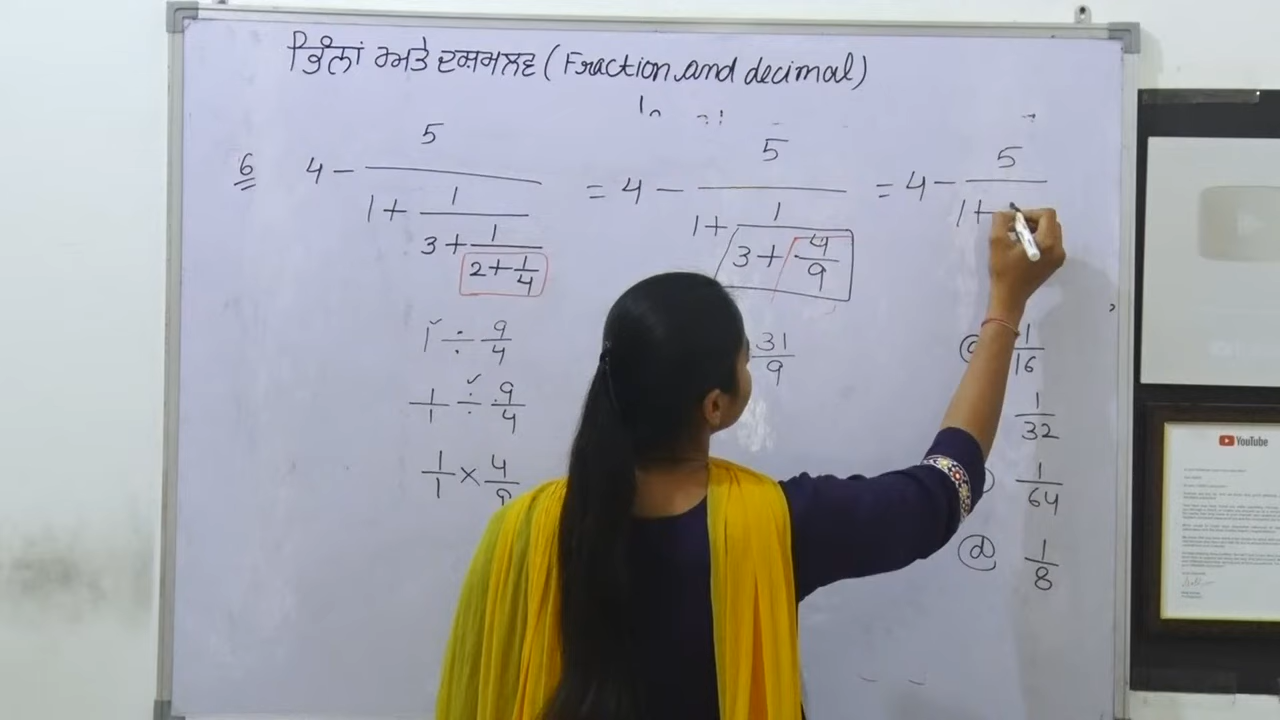 ਭਿੰਨਾਂ ਅਤੇ ਦਸ਼ਮਲਵ (Fraction and decimal)
6 4 - 5/(1 + 1/(3 + 1/(2 + 1/4))) = 4 - 5/(1 + 1/(3 + 4/9)) = 4 - 5/(1 +
1 ÷ 9/4
1/1 ÷ 9/4
1/1 × 4/9
31/9
1/16
1/32
1/64
ⓓ 1/8
YouTube